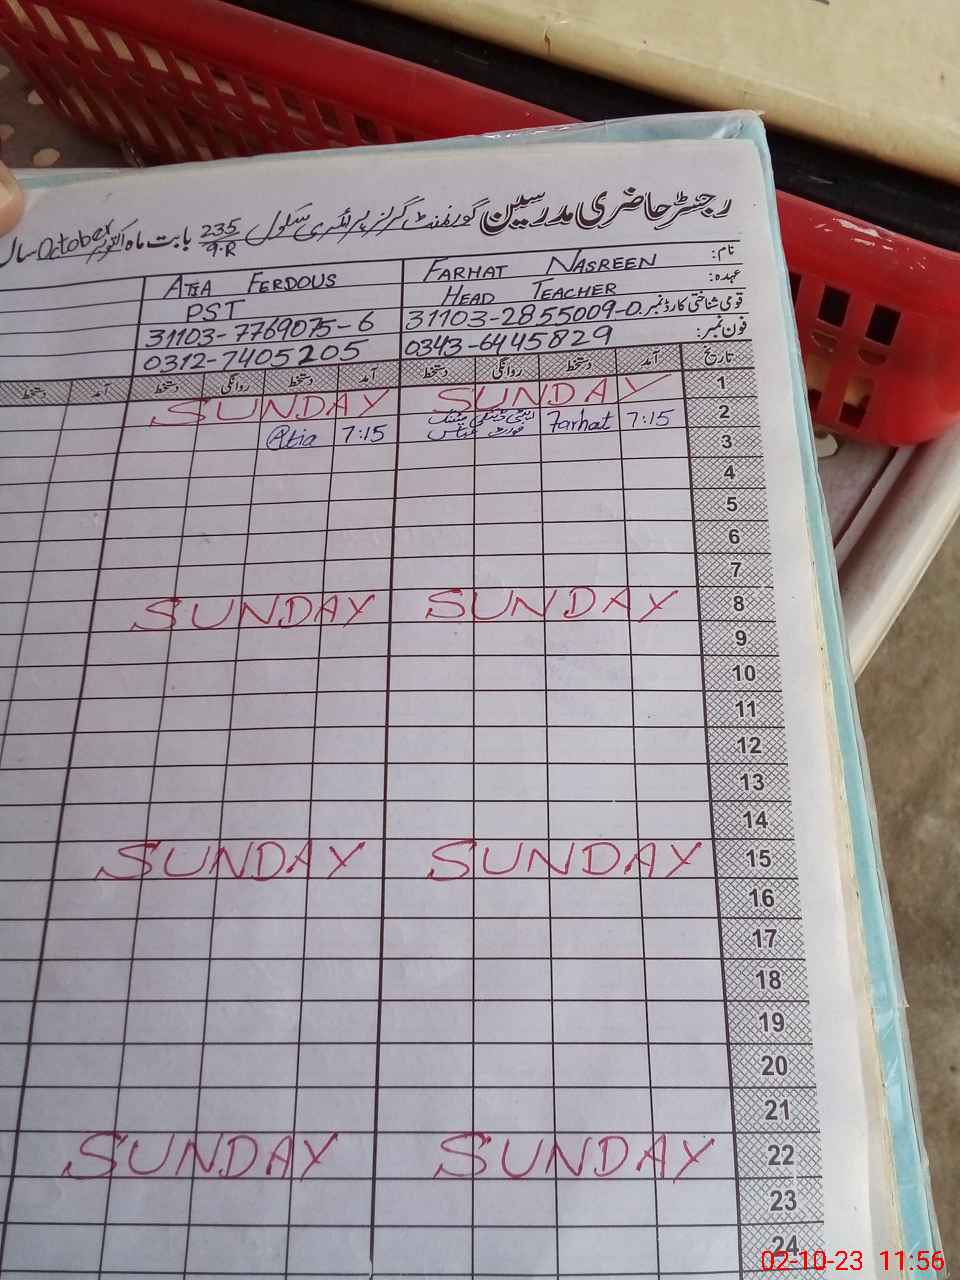 رجسٹر حاضری مدرسین گورنمنٹ گرلز پرائمری سکول 235/9-R بابت ماہ اکتوبر October سال
نام: FARHAT NASREEN ATIA FERDOUS
عہدہ: HEAD TEACHER PST
قومی شناختی کارڈ نمبر 31103-2855009-0 31103-7769075-6
فون نمبر: 0343-6445829 0312-7405205
تاریخ آمد دستخط روانگی دستخط آمد دستخط روانگی دستخط آمد دستخط
1 SUNDAY SUNDAY
2 7:15 Farhat 7:15 Atia
3
4
5
6
7
8 SUNDAY SUNDAY
9
10
11
12
13
14
15 SUNDAY SUNDAY
16
17
18
19
20
21
22 SUNDAY SUNDAY
23
24
02-10-23 11:56